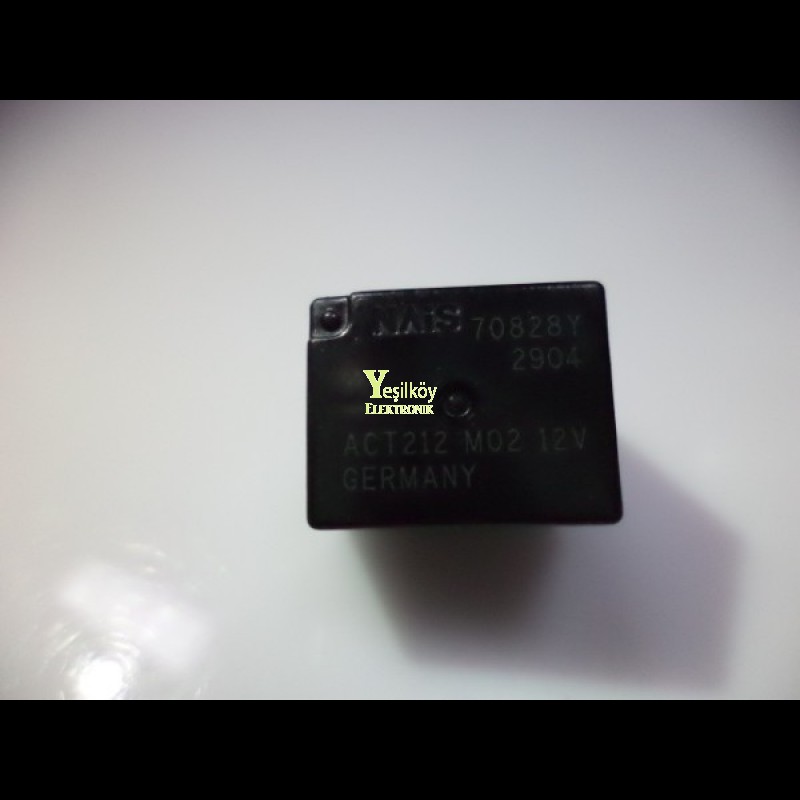 NAIS 70828Y
2904
Yeşilköy
ELEKTRONIK
ACT212 M02 12V
GERMANY